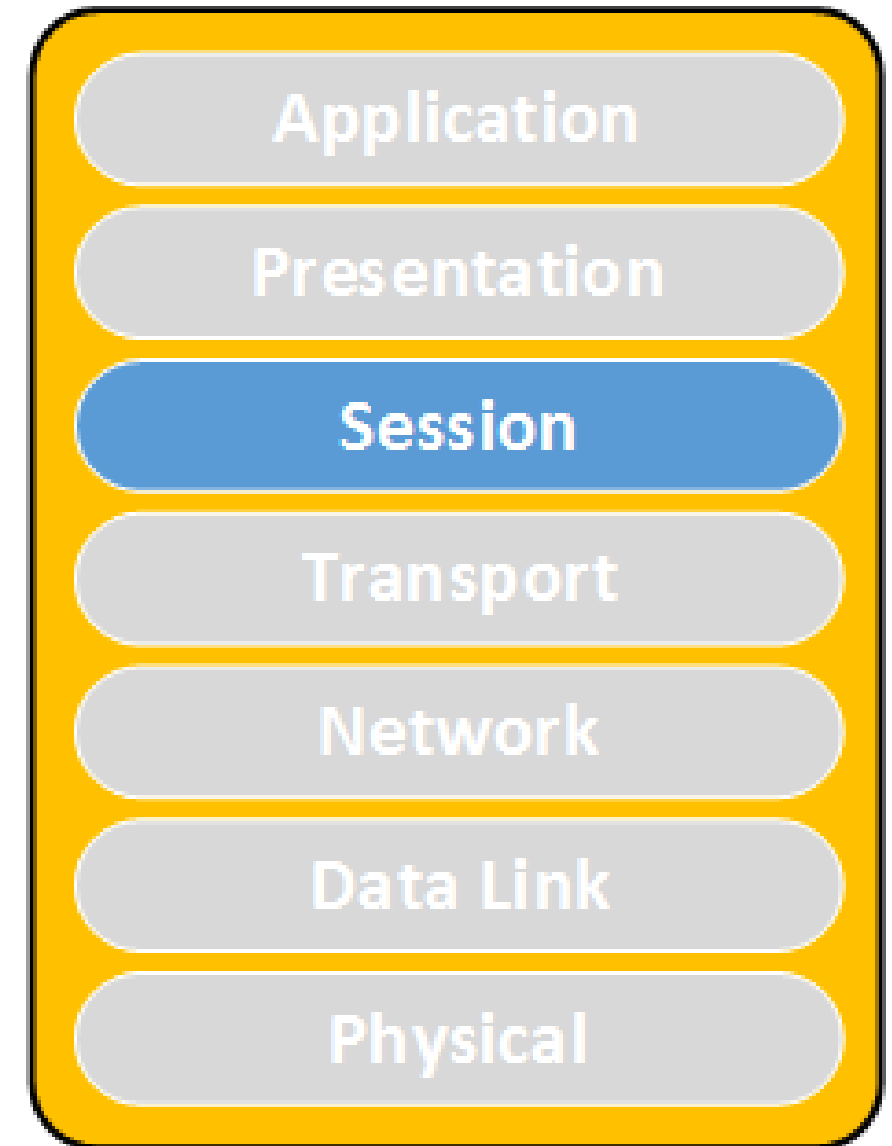 Application
Presentation
Session
Transport
Network
Data Link
Physical